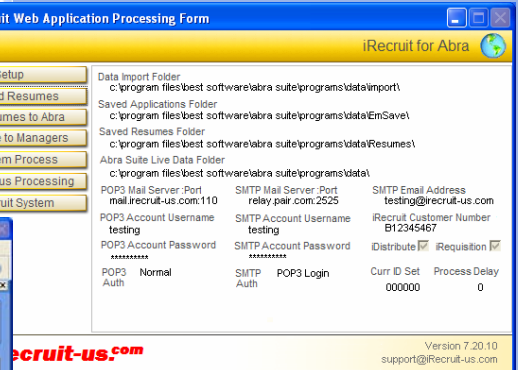 it Web Application Processing Form
iRecruit for Abra
Setup
d Resumes
umes to Abra
e to Managers
em Process
us Processing
uit System
Data Import Folder
c:\program files\best software\abra suite\programs\data\import\
Saved Applications Folder
c:\program files\best software\abra suite\programs\data\EmSave\
Saved Resumes Folder
c:\program files\best software\abra suite\programs\data\Resumes\
Abra Suite Live Data Folder
c:\program files\best software\abra suite\programs\data\
POP3 Mail Server :Port SMTP Mail Server :Port SMTP Email Address
mail.irecruit-us.com:110 relay.pair.com:2525 testing@irecruit-us.com
POP3 Account Username SMTP Account Username iRecruit Customer Number
testing testing B12345467
POP3 Account Password SMTP Account Password iDistribute iRequisition
********** **********
POP3 Auth Normal SMTP Auth POP3 Login Curr ID Set Process Delay
000000 0
ecruit-us.com
Version 7.20.10
support@iRecruit-us.com